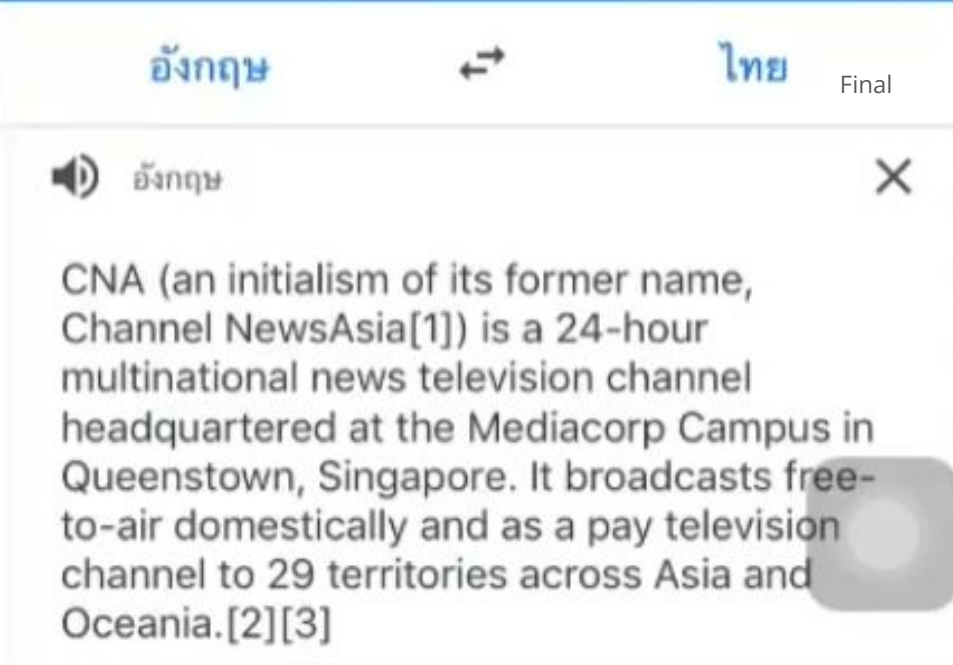 อังกฤษ ไทย Final
อังกฤษ
CNA (an initialism of its former name,
Channel NewsAsia[1]) is a 24-hour
multinational news television channel
headquartered at the Mediacorp Campus in
Queenstown, Singapore. It broadcasts free-
to-air domestically and as a pay television
channel to 29 territories across Asia and
Oceania.[2][3]